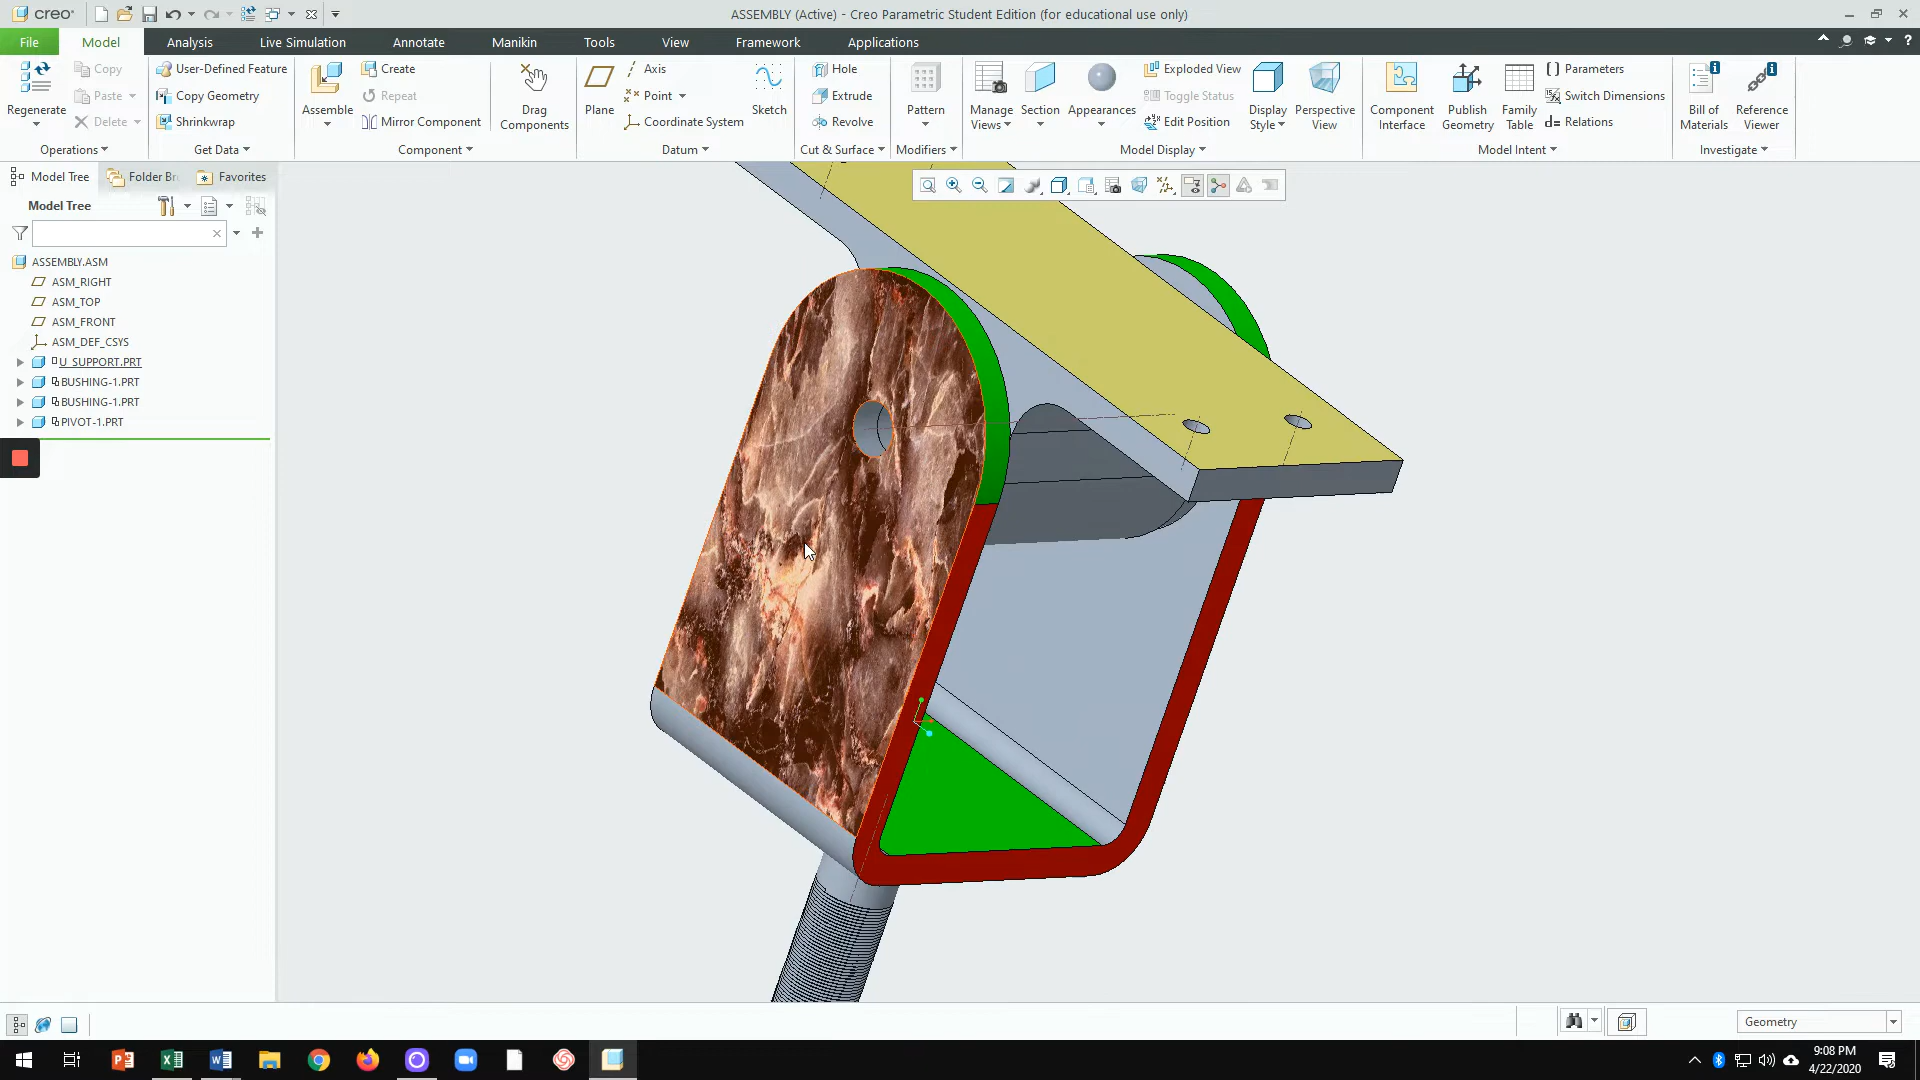 creo°
ASSEMBLY (Active) - Creo Parametric Student Edition (for educational use only)
File Model Analysis Live Simulation Annotate Manikin Tools View Framework Applications
Regenerate
Copy
Paste
Delete
Operations
User-Defined Feature
Copy Geometry
Shrinkwrap
Get Data
Assemble
Create
Repeat
Mirror Component
Drag
Components
Component
Plane
Axis
Point
Coordinate System
Sketch
Datum
Hole
Extrude
Revolve
Cut & Surface
Pattern
Modifiers
Manage
Views
Section
Appearances
Exploded View
Toggle Status
Edit Position
Display
Style
Perspective
View
Model Display
Component
Interface
Publish
Geometry
Family
Table
Parameters
Switch Dimensions
Relations
Model Intent
Bill of
Materials
Reference
Viewer
Investigate
Model Tree Folder Br Favorites
Model Tree
ASSEMBLY.ASM
ASM_RIGHT
ASM_TOP
ASM_FRONT
ASM_DEF_CSYS
U_SUPPORT.PRT
BUSHING-1.PRT
BUSHING-1.PRT
PIVOT-1.PRT
Geometry
9:08 PM
4/22/2020